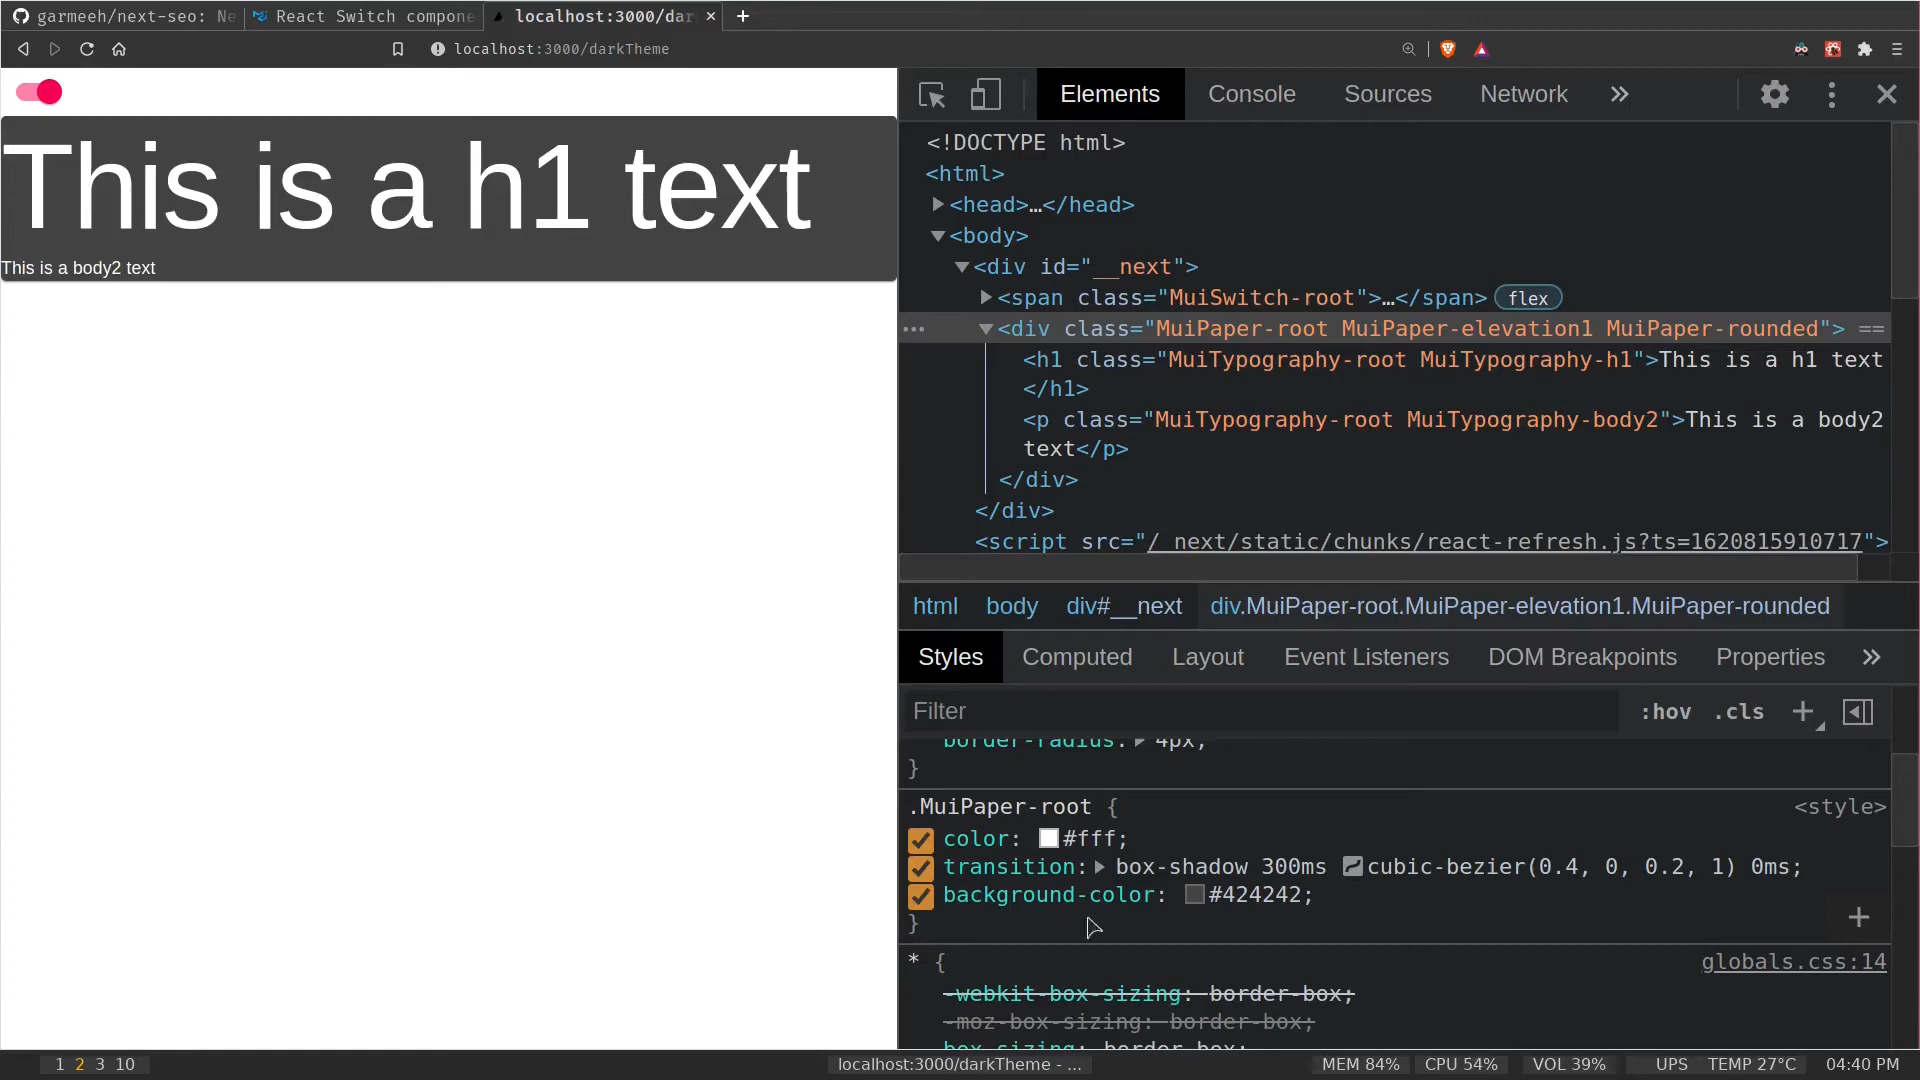 garmeeh/next-seo: Ne
React Switch compone
localhost:3000/dar
localhost:3000/darkTheme
This is a h1 text
This is a body2 text
Elements Console Sources Network
<!DOCTYPE html>
<html>
<head>…</head>
<body>
<div id="__next">
<span class="MuiSwitch-root">…</span> flex
<div class="MuiPaper-root MuiPaper-elevation1 MuiPaper-rounded"> ==
<h1 class="MuiTypography-root MuiTypography-h1">This is a h1 text
</h1>
<p class="MuiTypography-root MuiTypography-body2">This is a body2
text</p>
</div>
</div>
<script src="/_next/static/chunks/react-refresh.js?ts=1620815910717">
html body div#__next div.MuiPaper-root.MuiPaper-elevation1.MuiPaper-rounded
Styles Computed Layout Event Listeners DOM Breakpoints Properties
Filter :hov .cls
border-radius: 4px;
}
.MuiPaper-root { <style>
color: #fff;
transition: box-shadow 300ms cubic-bezier(0.4, 0, 0.2, 1) 0ms;
background-color: #424242;
}
* { globals.css:14
-webkit-box-sizing: border-box;
-moz-box-sizing: border-box;
box-sizing: border-box;
1 2 3 10 localhost:3000/darkTheme - ... MEM 84% CPU 54% VOL 39% UPS TEMP 27°C 04:40 PM